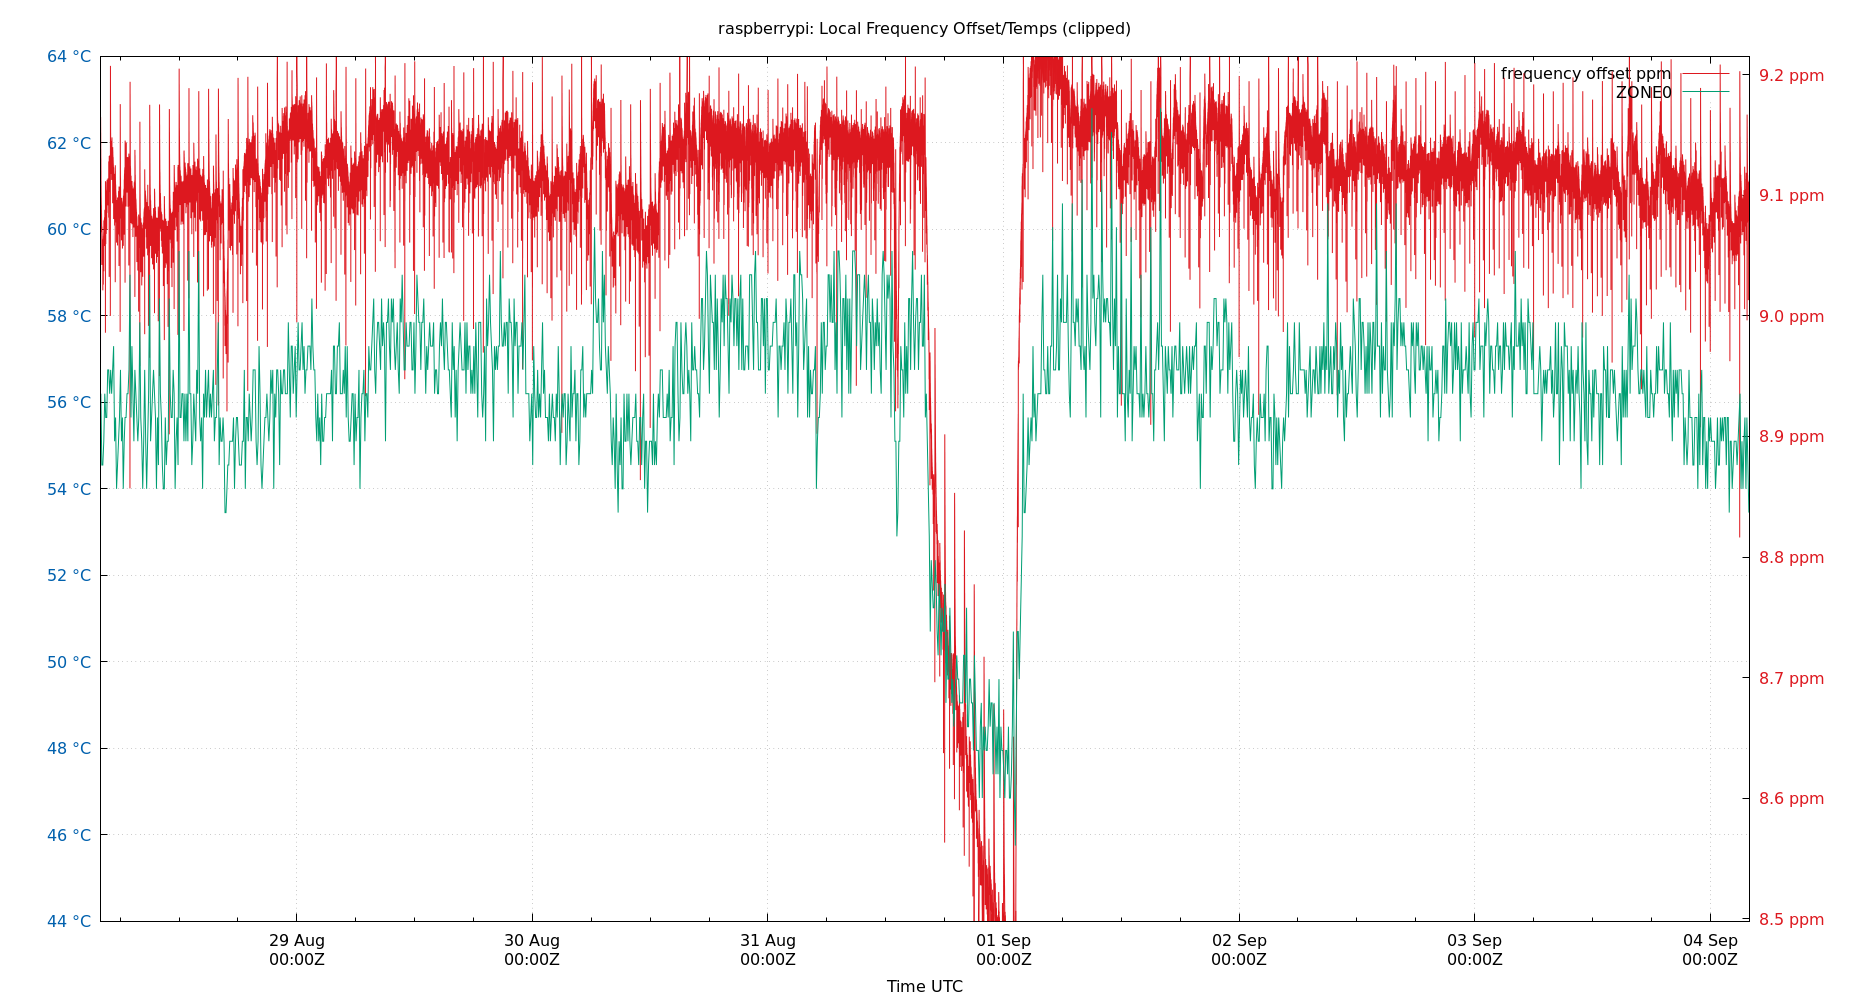 raspberrypi: Local Frequency Offset/Temps (clipped)
64 °C
62 °C
60 °C
58 °C
56 °C
54 °C
52 °C
50 °C
48 °C
46 °C
44 °C
frequency offset ppm
ZONE0
9.2 ppm
9.1 ppm
9.0 ppm
8.9 ppm
8.8 ppm
8.7 ppm
8.6 ppm
8.5 ppm
29 Aug
00:00Z
30 Aug
00:00Z
31 Aug
00:00Z
01 Sep
00:00Z
02 Sep
00:00Z
03 Sep
00:00Z
04 Sep
00:00Z
Time UTC